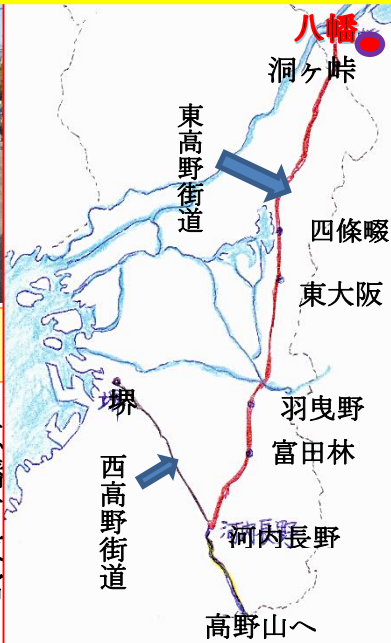 八幡
洞ヶ峠
東高野街道
四條畷
東大阪
堺
羽曳野
富田林
西高野街道
河内長野
高野山へ